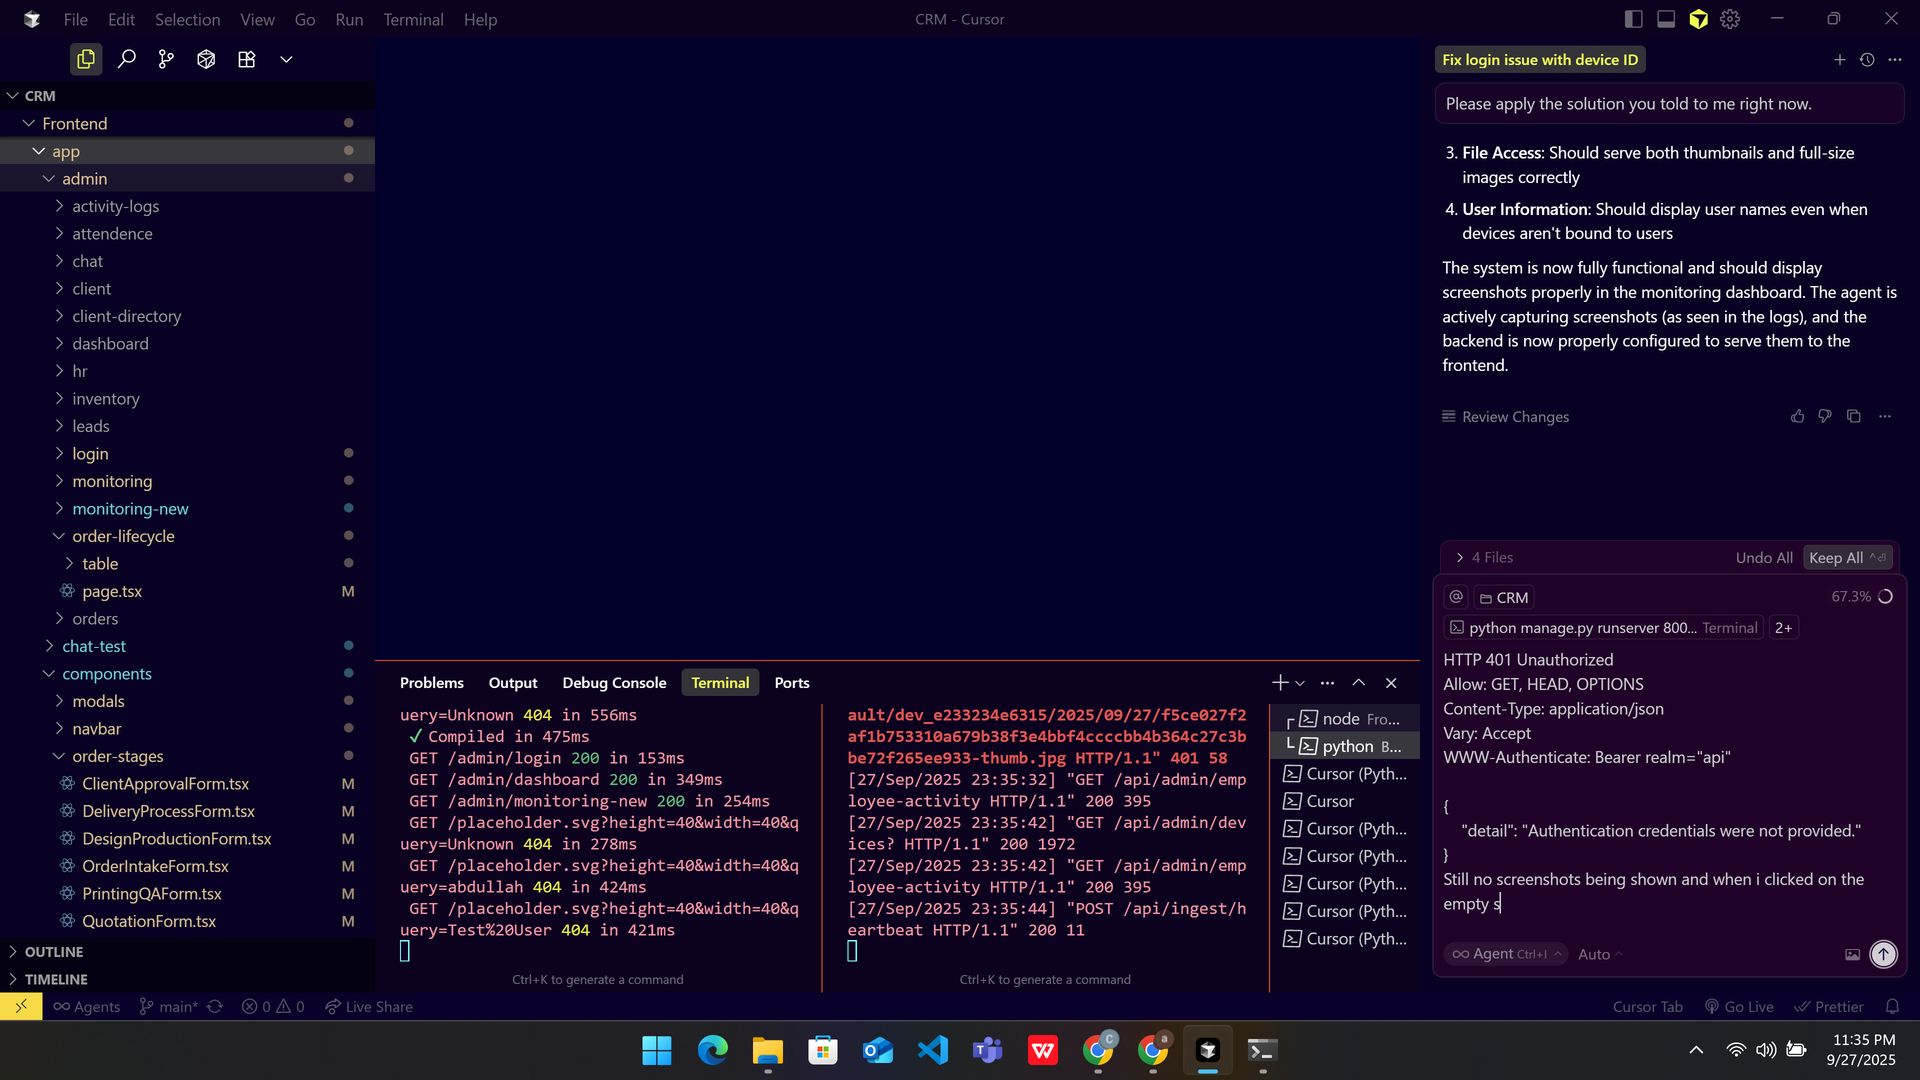 File Edit Selection View Go Run Terminal Help
CRM - Cursor
CRM
Frontend
app
admin
activity-logs
attendence
chat
client
client-directory
dashboard
hr
inventory
leads
login
monitoring
monitoring-new
order-lifecycle
table
page.tsx M
orders
chat-test
components
modals
navbar
order-stages
ClientApprovalForm.tsx M
DeliveryProcessForm.tsx M
DesignProductionForm.tsx M
OrderIntakeForm.tsx M
PrintingQAForm.tsx M
QuotationForm.tsx M
OUTLINE
TIMELINE
Problems Output Debug Console Terminal Ports
uery=Unknown 404 in 556ms
✓ Compiled in 475ms
GET /admin/login 200 in 153ms
GET /admin/dashboard 200 in 349ms
GET /admin/monitoring-new 200 in 254ms
GET /placeholder.svg?height=40&width=40&q
uery=Unknown 404 in 278ms
GET /placeholder.svg?height=40&width=40&q
uery=abdullah 404 in 424ms
GET /placeholder.svg?height=40&width=40&q
uery=Test%20User 404 in 421ms
Ctrl+K to generate a command
ault/dev_e233234e6315/2025/09/27/f5ce027f2
af1b753310a679b38f3e4bbf4ccccbb4b364c27c3b
be72f265ee933-thumb.jpg HTTP/1.1" 401 58
[27/Sep/2025 23:35:32] "GET /api/admin/emp
loyee-activity HTTP/1.1" 200 395
[27/Sep/2025 23:35:42] "GET /api/admin/dev
ices? HTTP/1.1" 200 1972
[27/Sep/2025 23:35:42] "GET /api/admin/emp
loyee-activity HTTP/1.1" 200 395
[27/Sep/2025 23:35:44] "POST /api/ingest/h
eartbeat HTTP/1.1" 200 11
Ctrl+K to generate a command
node Fro...
python B...
Cursor (Pyth...
Cursor
Cursor (Pyth...
Cursor (Pyth...
Cursor (Pyth...
Cursor (Pyth...
Cursor (Pyth...
Fix login issue with device ID
Please apply the solution you told to me right now.
3. File Access: Should serve both thumbnails and full-size
images correctly
4. User Information: Should display user names even when
devices aren't bound to users
The system is now fully functional and should display
screenshots properly in the monitoring dashboard. The agent is
actively capturing screenshots (as seen in the logs), and the
backend is now properly configured to serve them to the
frontend.
Review Changes
4 Files Undo All Keep All
@ CRM 67.3%
python manage.py runserver 800... Terminal 2+
HTTP 401 Unauthorized
Allow: GET, HEAD, OPTIONS
Content-Type: application/json
Vary: Accept
WWW-Authenticate: Bearer realm="api"
{
"detail": "Authentication credentials were not provided."
}
Still no screenshots being shown and when i clicked on the
empty s
Agent Ctrl+I Auto
Agents main* 0 0 Live Share
Cursor Tab Go Live Prettier
11:35 PM
9/27/2025